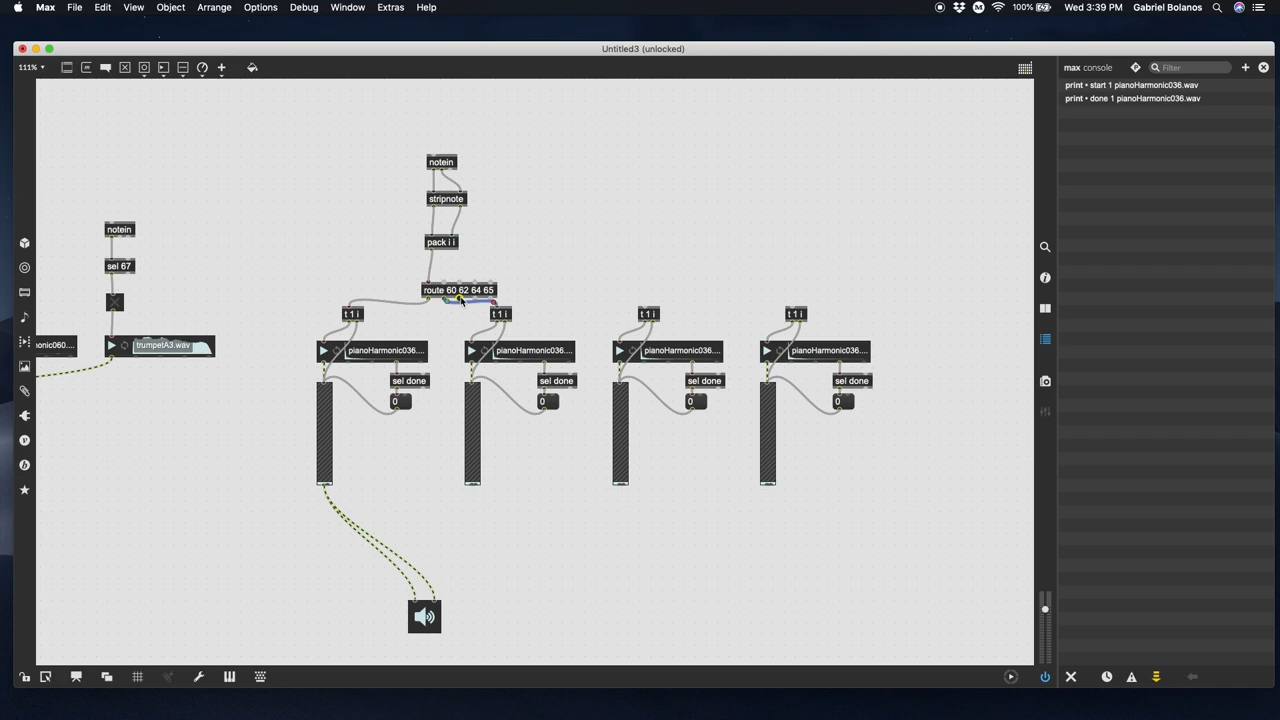 Max File Edit View Object Arrange Options Debug Window Extras Help
100% Wed 3:39 PM Gabriel Bolanos
Untitled3 (unlocked)
111%
max console
Filter
print • start 1 pianoHarmonic036.wav
print • done 1 pianoHarmonic036.wav
notein
stripnote
notein
pack i i
sel 67
route 60 62 64 65
t 1 i
t 1 i
t 1 i
t 1 i
onic060....
trumpetA3.wav
pianoHarmonic036....
pianoHarmonic036....
pianoHarmonic036....
pianoHarmonic036....
sel done
sel done
sel done
sel done
0
0
0
0